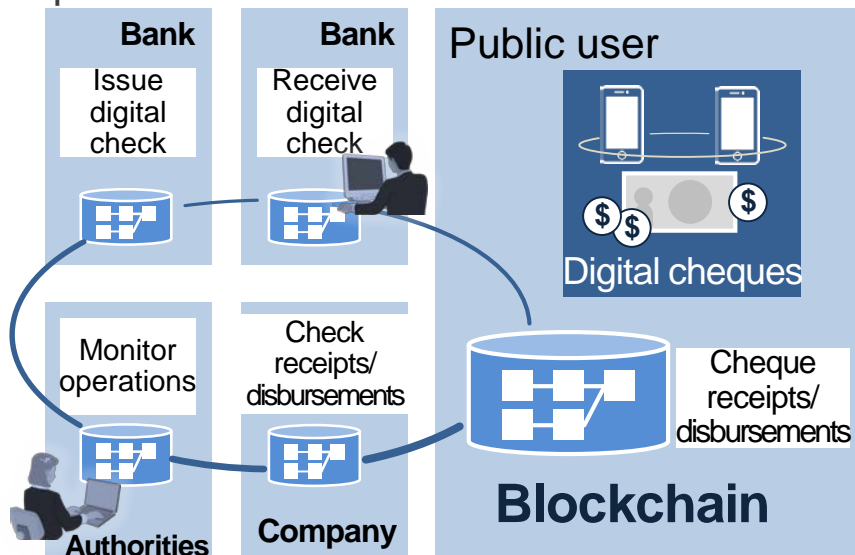 Bank
Issue
digital
check
Bank
Receive
digital
check
Public user
$
$
$
Digital cheques
Monitor
operations
Authorities
Check
receipts/
disbursements
Company
Cheque
receipts/
disbursements
Blockchain